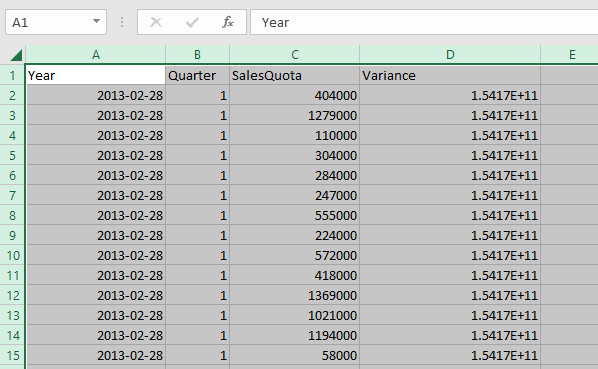 A1 fx Year
A B C D E
1 Year Quarter SalesQuota Variance
2 2013-02-28 1 404000 1.5417E+11
3 2013-02-28 1 1279000 1.5417E+11
4 2013-02-28 1 110000 1.5417E+11
5 2013-02-28 1 304000 1.5417E+11
6 2013-02-28 1 284000 1.5417E+11
7 2013-02-28 1 247000 1.5417E+11
8 2013-02-28 1 555000 1.5417E+11
9 2013-02-28 1 224000 1.5417E+11
10 2013-02-28 1 572000 1.5417E+11
11 2013-02-28 1 418000 1.5417E+11
12 2013-02-28 1 1369000 1.5417E+11
13 2013-02-28 1 1021000 1.5417E+11
14 2013-02-28 1 1194000 1.5417E+11
15 2013-02-28 1 58000 1.5417E+11